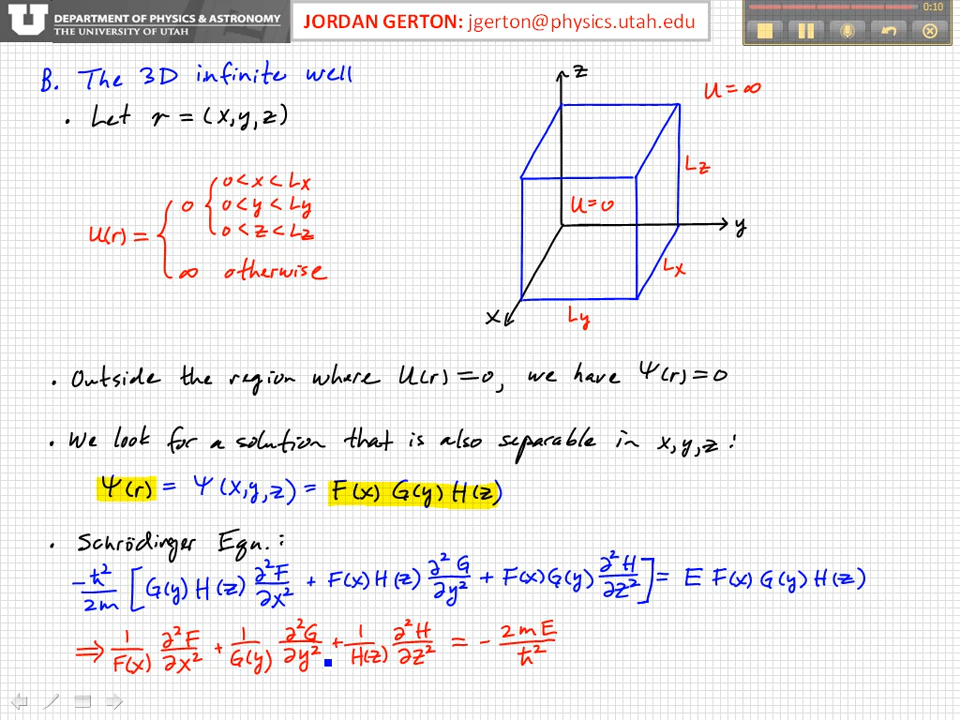 U DEPARTMENT OF PHYSICS & ASTRONOMY
THE UNIVERSITY OF UTAH
JORDAN GERTON: jgerton@physics.utah.edu
0:10
B. The 3D infinite well
• Let r = (x,y,z)
U(r) = { 0 { 0 < x < Lx
0 < y < Ly
0 < z < Lz
∞ otherwise
z
U = ∞
Lz
U = 0
y
Lx
x
Ly
• Outside the region where U(r) = 0, we have Ψ(r) = 0
• We look for a solution that is also separable in x,y,z :
Ψ(r) = Ψ(x,y,z) = F(x) G(y) H(z)
• Schrödinger Eqn. :
-ħ²/2m [ G(y) H(z) ∂²F/∂x² + F(x) H(z) ∂²G/∂y² + F(x) G(y) ∂²H/∂z² ] = E F(x) G(y) H(z)
⇒ 1/F(x) ∂²F/∂x² + 1/G(y) ∂²G/∂y² + 1/H(z) ∂²H/∂z² = - 2mE/ħ²